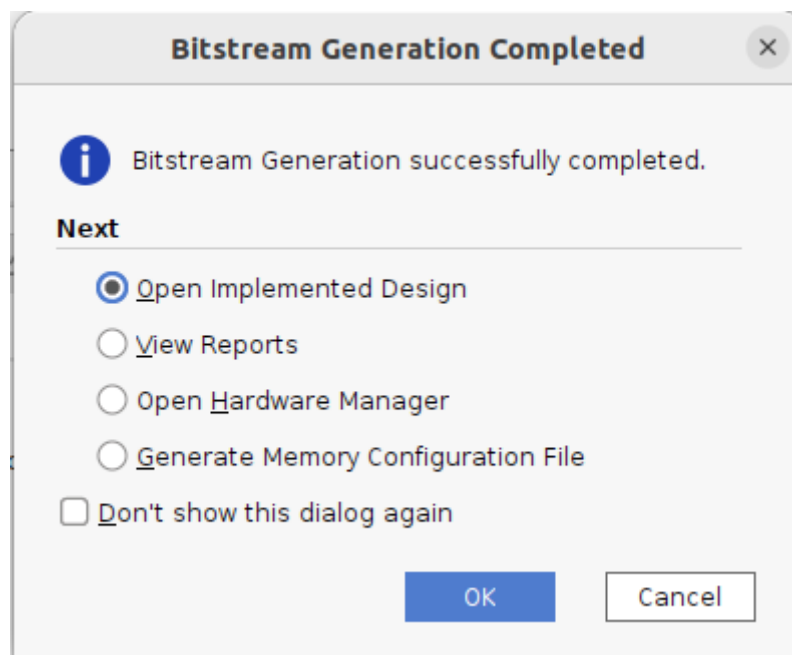 Bitstream Generation Completed
Bitstream Generation successfully completed.
Next
Open Implemented Design
View Reports
Open Hardware Manager
Generate Memory Configuration File
Don't show this dialog again
OK
Cancel